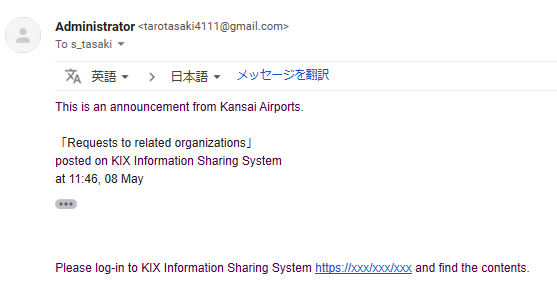 Administrator <tarotasaki4111@gmail.com>
To s_tasaki
英語 日本語 メッセージを翻訳
This is an announcement from Kansai Airports.
「Requests to related organizations」
posted on KIX Information Sharing System
at 11:46, 08 May
Please log-in to KIX Information Sharing System https://xxx/xxx/xxx and find the contents.